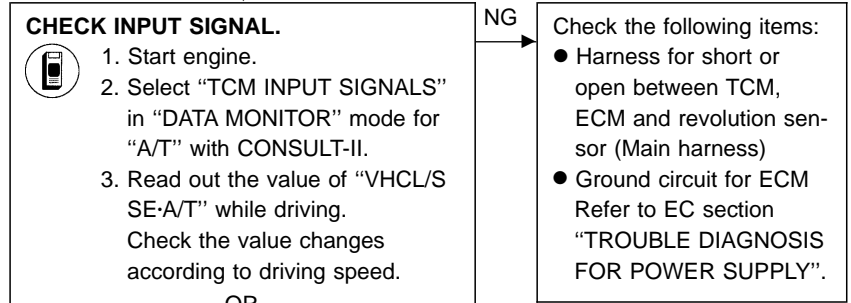 CHECK INPUT SIGNAL.
1. Start engine.
2. Select “TCM INPUT SIGNALS”
in “DATA MONITOR” mode for
“A/T” with CONSULT-II.
3. Read out the value of “VHCL/S
SE·A/T” while driving.
Check the value changes
according to driving speed.
OR
NG
Check the following items:
● Harness for short or
open between TCM,
ECM and revolution sen-
sor (Main harness)
● Ground circuit for ECM
Refer to EC section
“TROUBLE DIAGNOSIS
FOR POWER SUPPLY”.